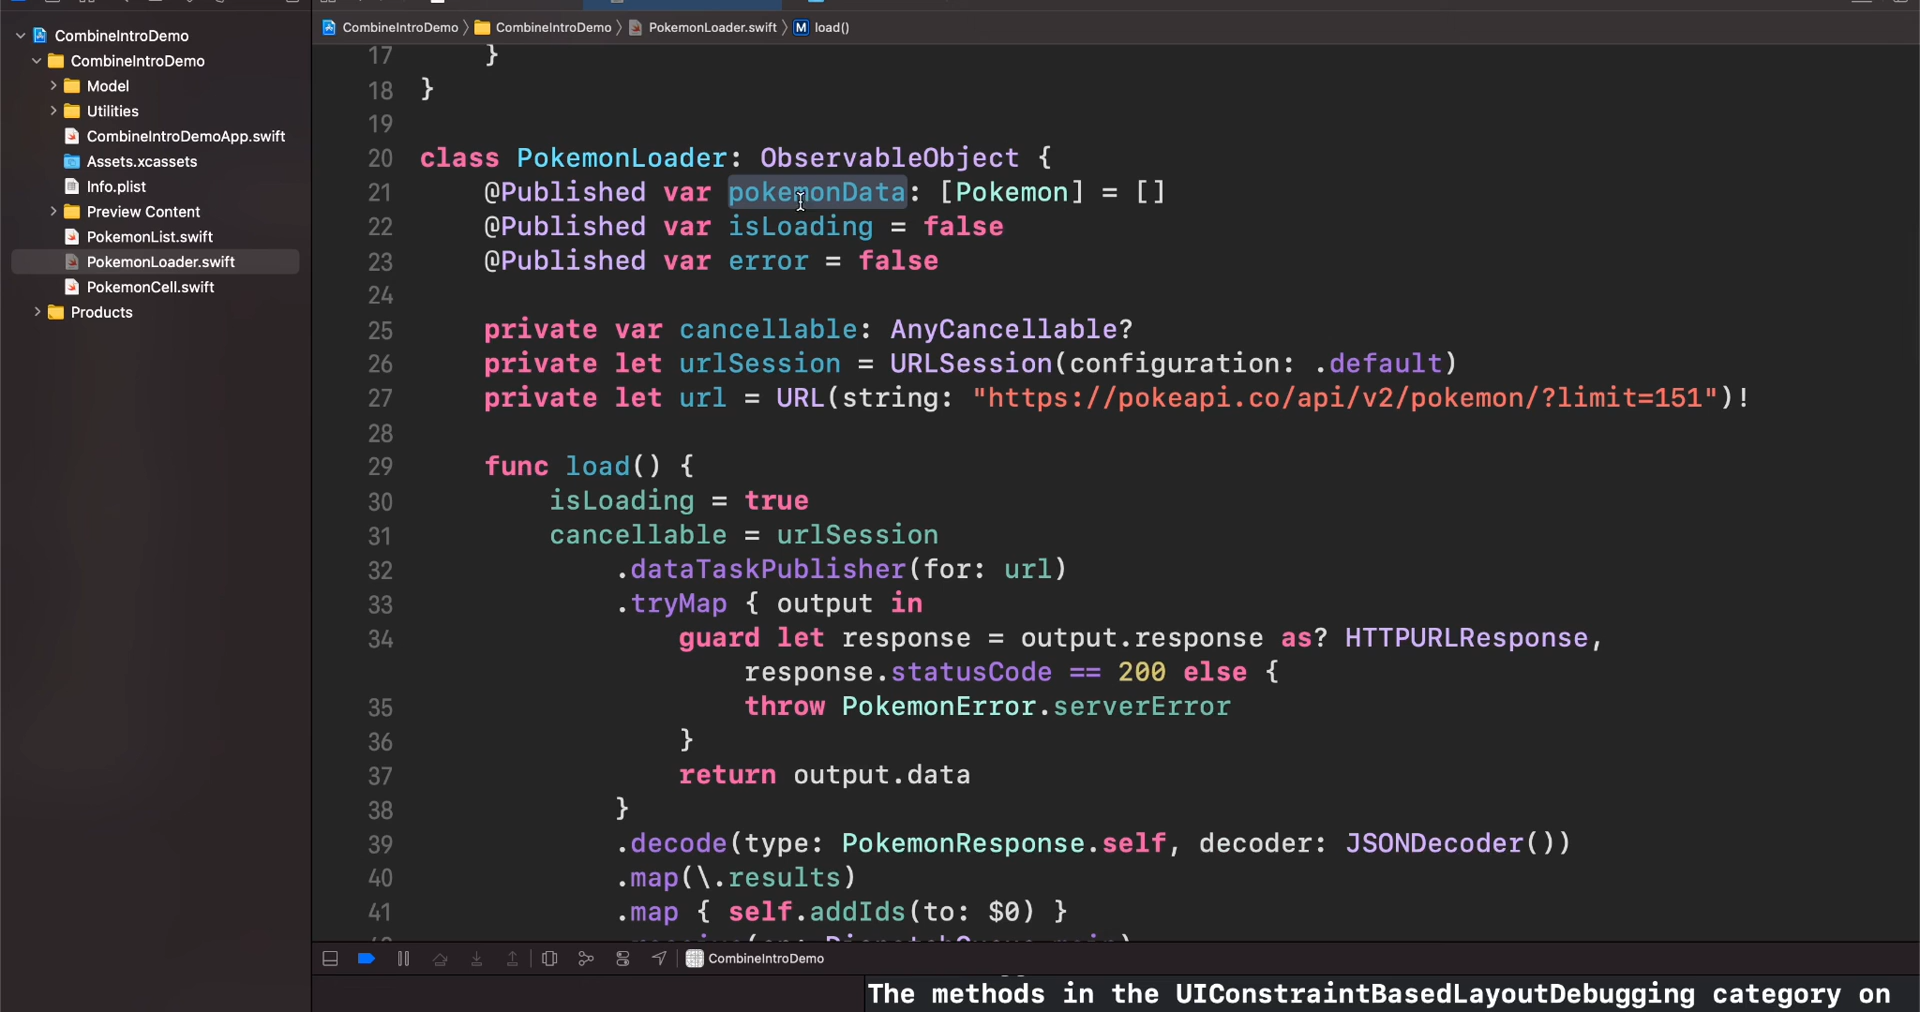 CombineIntroDemo
CombineIntroDemo
Model
Utilities
CombineIntroDemoApp.swift
Assets.xcassets
Info.plist
Preview Content
PokemonList.swift
PokemonLoader.swift
PokemonCell.swift
Products
CombineIntroDemo 〉 CombineIntroDemo 〉 PokemonLoader.swift 〉 M load()
17 }
18 }
19
20 class PokemonLoader: ObservableObject {
21 @Published var pokemonData: [Pokemon] = []
22 @Published var isLoading = false
23 @Published var error = false
24
25 private var cancellable: AnyCancellable?
26 private let urlSession = URLSession(configuration: .default)
27 private let url = URL(string: "https://pokeapi.co/api/v2/pokemon/?limit=151")!
28
29 func load() {
30 isLoading = true
31 cancellable = urlSession
32 .dataTaskPublisher(for: url)
33 .tryMap { output in
34 guard let response = output.response as? HTTPURLResponse,
response.statusCode == 200 else {
35 throw PokemonError.serverError
36 }
37 return output.data
38 }
39 .decode(type: PokemonResponse.self, decoder: JSONDecoder())
40 .map(\.results)
41 .map { self.addIds(to: $0) }
CombineIntroDemo
The methods in the UIConstraintBasedLayoutDebugging category on